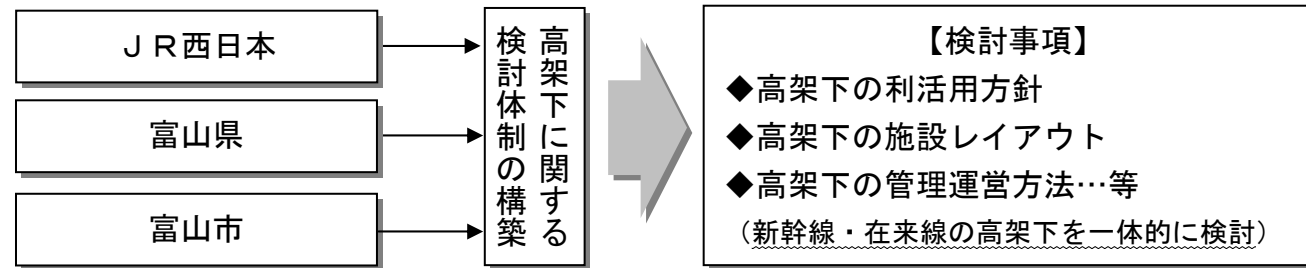 ＪＲ西日本
富山県
富山市
高架下に関する
検討体制の構築
【検討事項】
◆高架下の利活用方針
◆高架下の施設レイアウト
◆高架下の管理運営方法…等
（新幹線・在来線の高架下を一体的に検討）